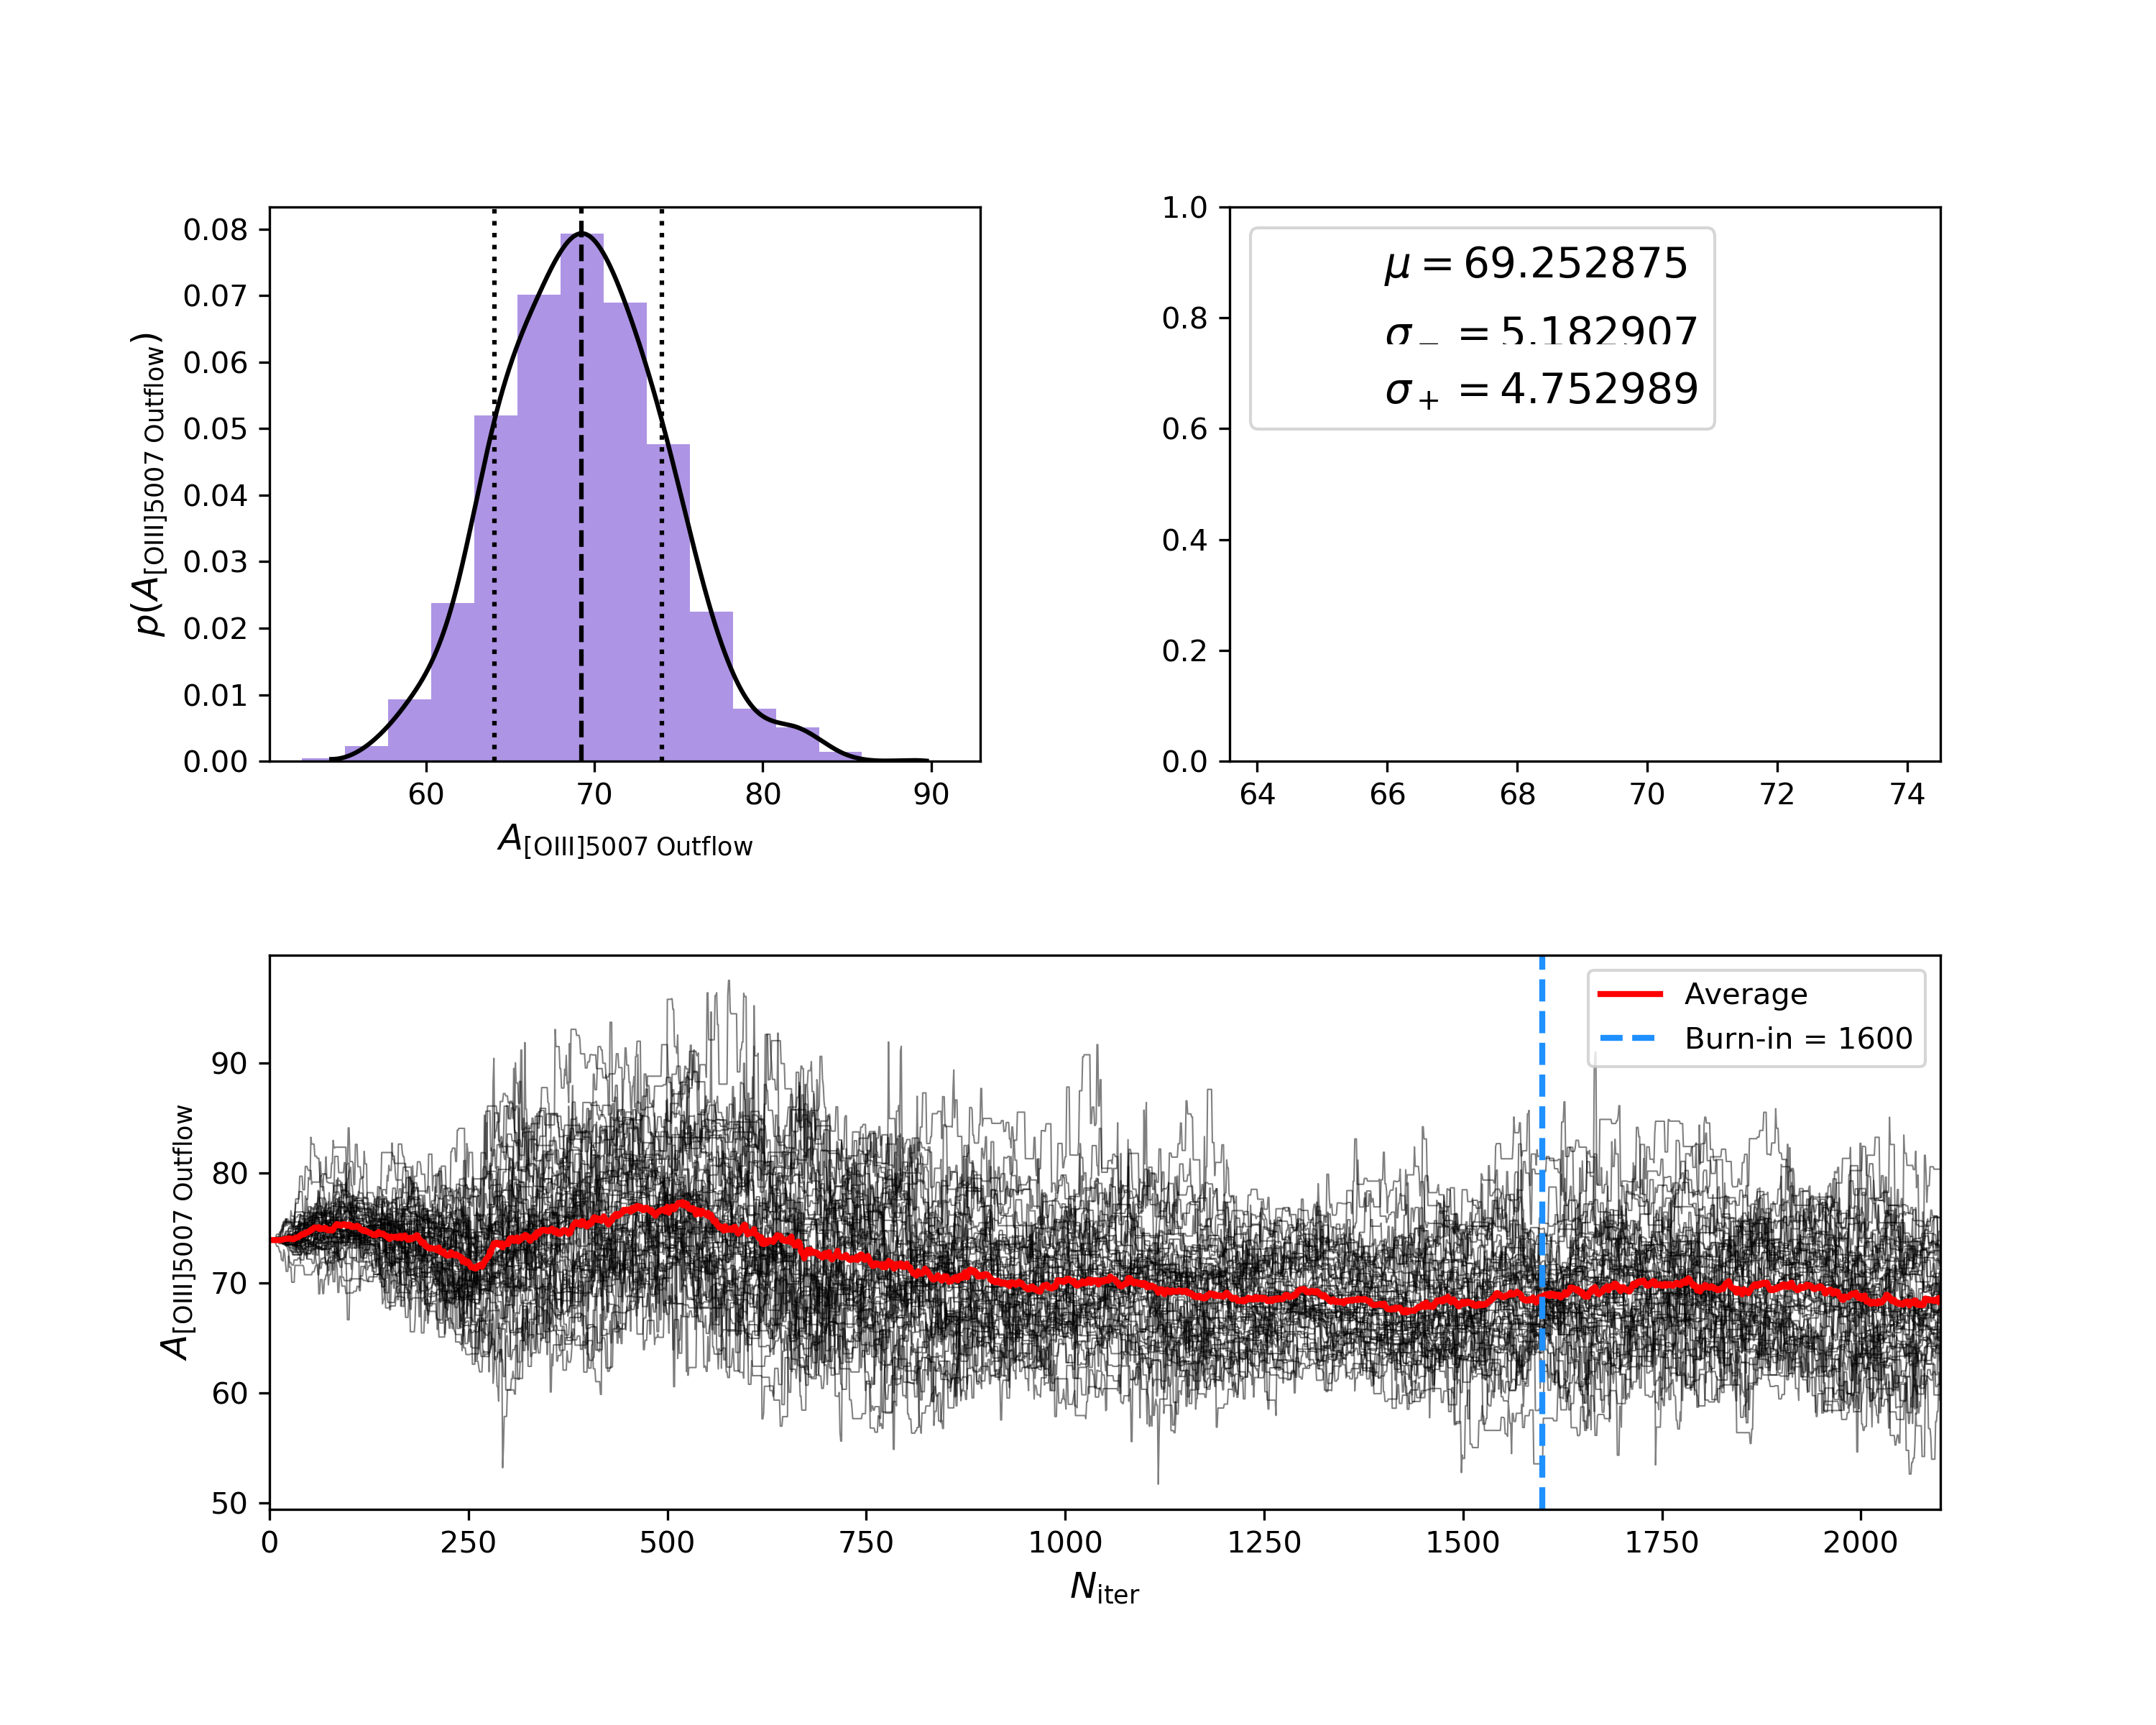 0.08
0.07
0.06
0.05
0.04
0.03
0.02
0.01
0.00
p(A[OIII]5007 Outflow)
60 70 80 90
A[OIII]5007 Outflow
1.0
0.8
0.6
0.4
0.2
0.0
μ = 69.252875
σ− = 5.182907
σ+ = 4.752989
64 66 68 70 72 74
90
80
70
60
50
A[OIII]5007 Outflow
Average
Burn-in = 1600
0 250 500 750 1000 1250 1500 1750 2000
Niter